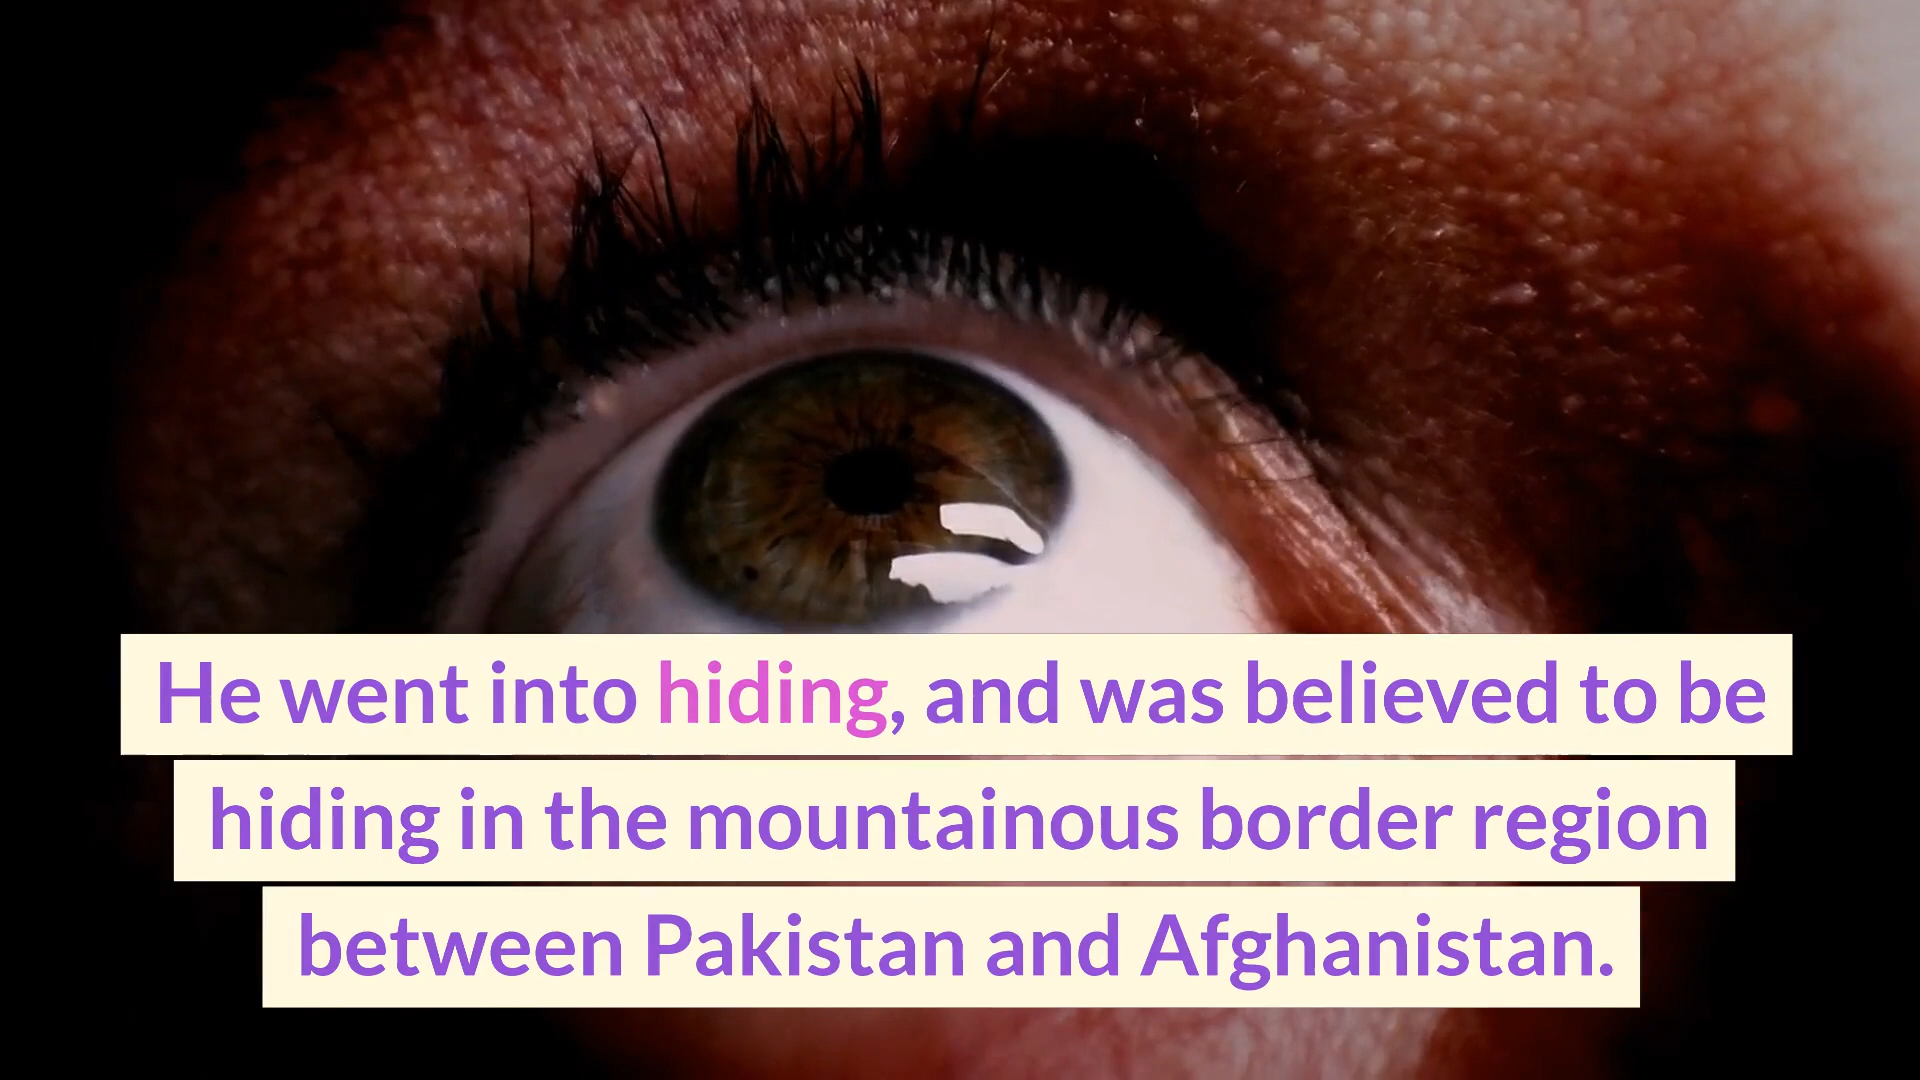 He went into hiding, and was believed to be
hiding in the mountainous border region
between Pakistan and Afghanistan.